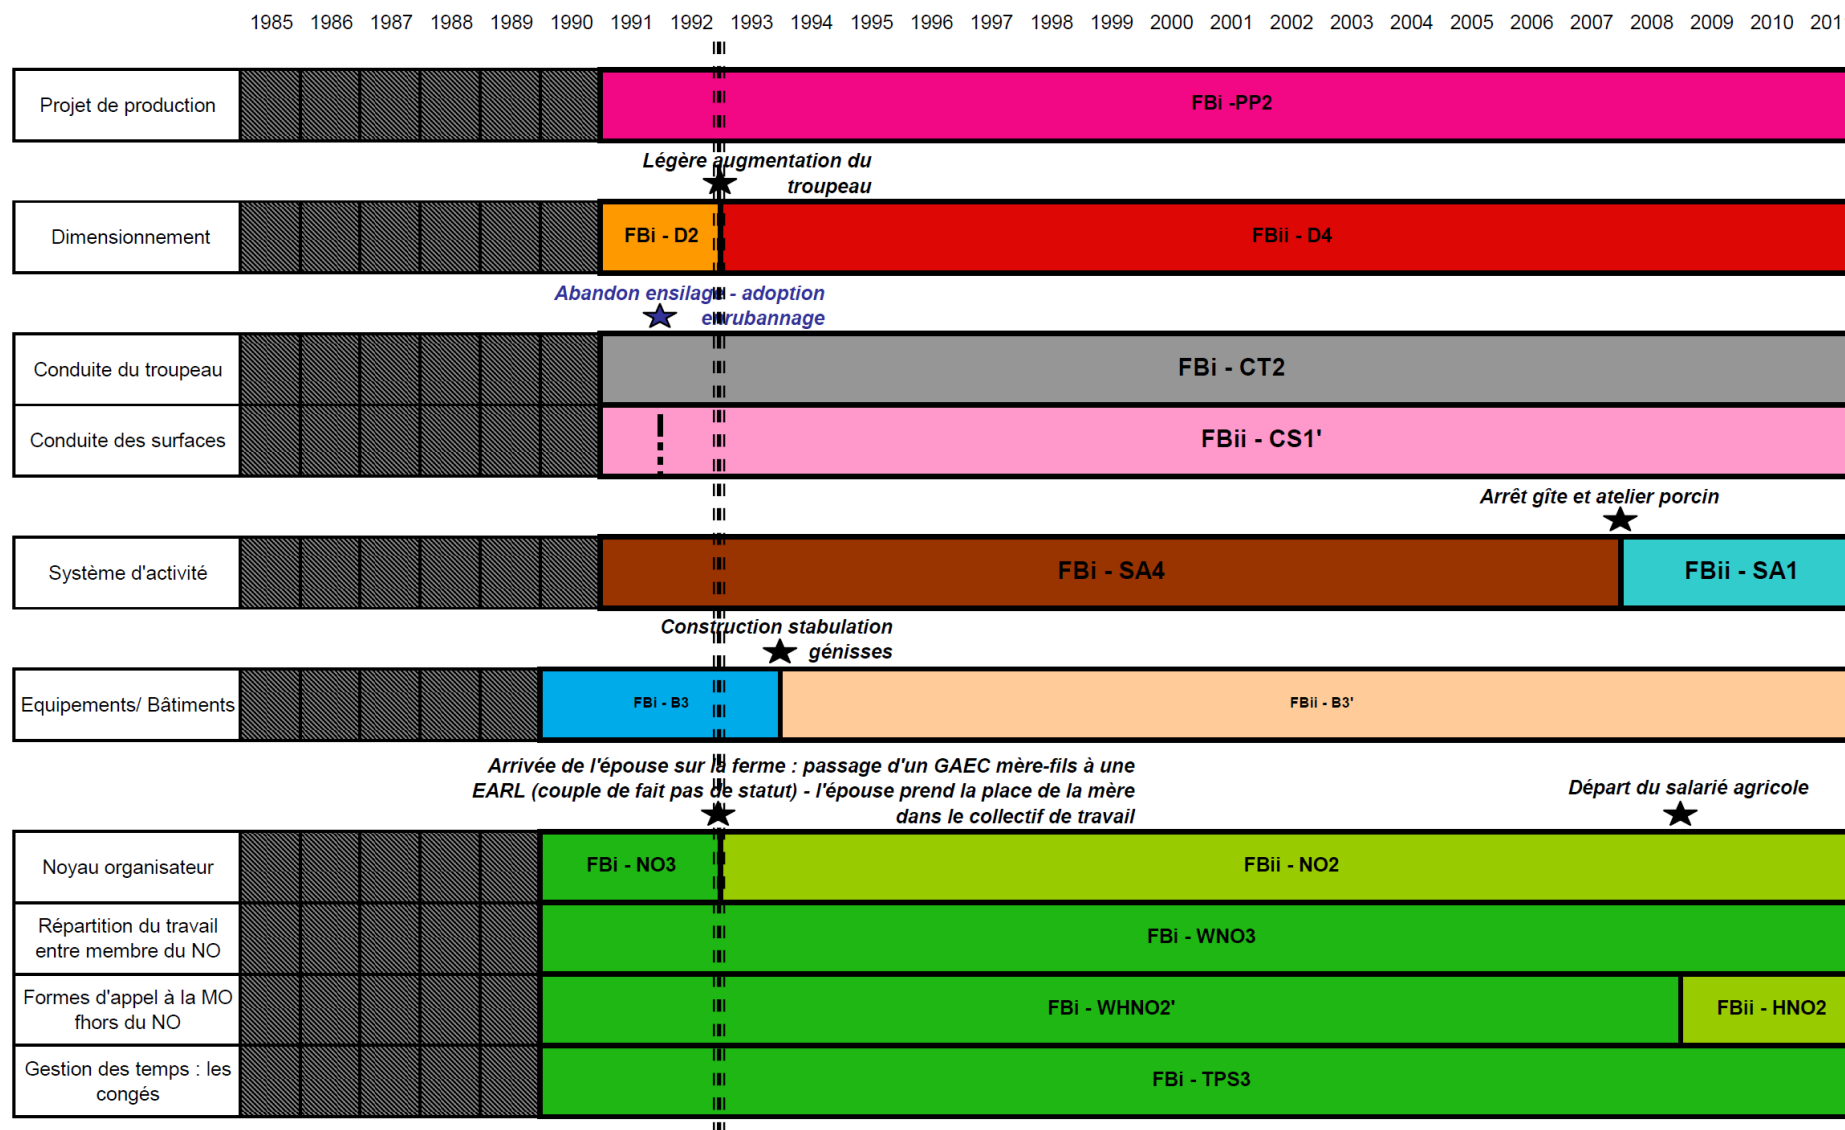 1985 1986 1987 1988 1989 1990 1991 1992 1993 1994 1995 1996 1997 1998 1999 2000 2001 2002 2003 2004 2005 2006 2007 2008 2009 2010 201
Projet de production
FBi -PP2
Légère augmentation du
troupeau
Dimensionnement
FBi - D2
FBii - D4
Abandon ensilage - adoption
enrubannage
Conduite du troupeau
FBi - CT2
Conduite des surfaces
FBii - CS1'
Arrêt gîte et atelier porcin
Système d'activité
FBi - SA4
FBii - SA1
Construction stabulation
génisses
Equipements/ Bâtiments
FBi - B3
FBii - B3'
Arrivée de l'épouse sur la ferme : passage d'un GAEC mère-fils à une
EARL (couple de fait pas de statut) - l'épouse prend la place de la mère
dans le collectif de travail
Départ du salarié agricole
Noyau organisateur
FBi - NO3
FBii - NO2
Répartition du travail
entre membre du NO
FBi - WNO3
Formes d'appel à la MO
fhors du NO
FBi - WHNO2'
FBii - HNO2
Gestion des temps : les
congés
FBi - TPS3